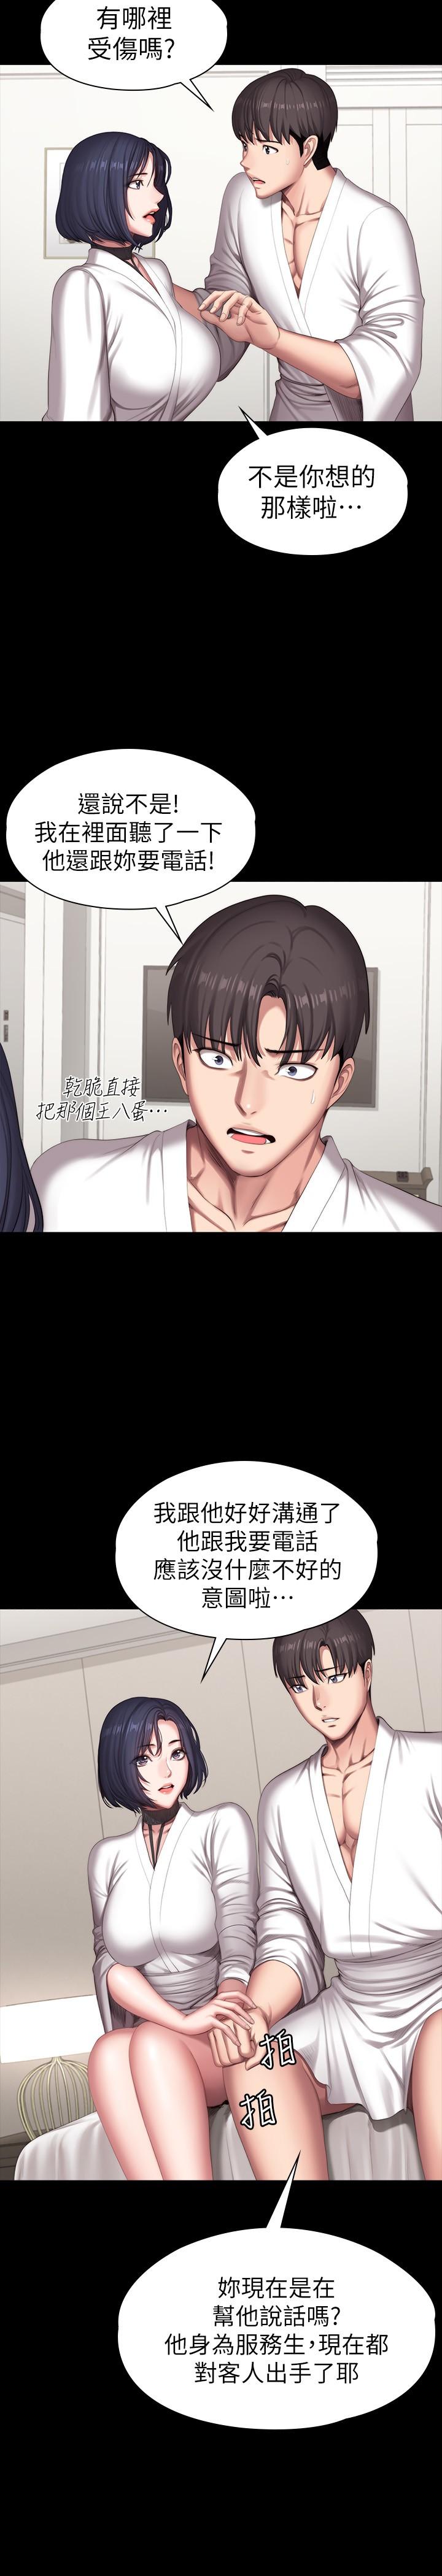 有哪裡
受傷嗎?
不是你想的
那樣啦…
還說不是!
我在裡面聽了一下
他還跟妳要電話!
乾脆直接
把那個王八蛋…
我跟他好好溝通了
他跟我要電話
應該沒什麼不好的
意圖啦…
拍
拍
妳現在是在
幫他說話嗎?
他身為服務生,現在都
對客人出手了耶